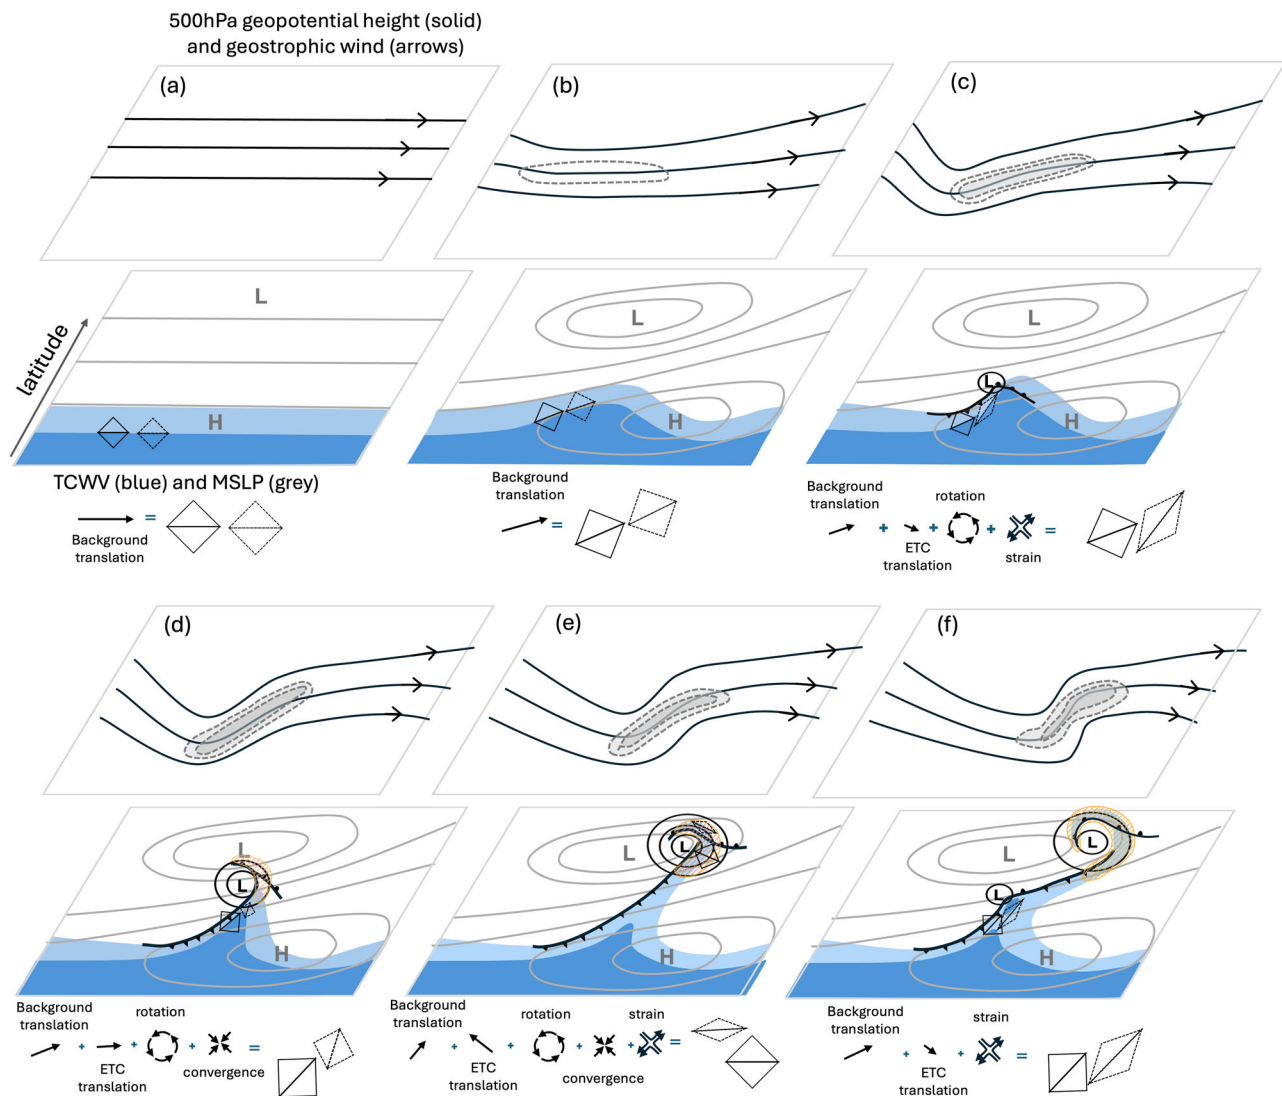 500hPa geopotential height (solid)
and geostrophic wind (arrows)
(a)
(b)
(c)
latitude
L
H
L
H
L
L
H
TCWV (blue) and MSLP (grey)
=
Background
translation
Background
translation
=
Background
translation
rotation
+ + + =
ETC
translation
strain
(d)
(e)
(f)
L
L
H
L
L
L
L
L
H
Background
translation
rotation
+ + + =
ETC
translation
convergence
Background
translation
rotation
strain
+ + + + =
ETC
translation
convergence
Background
translation
strain
+ + =
ETC
translation